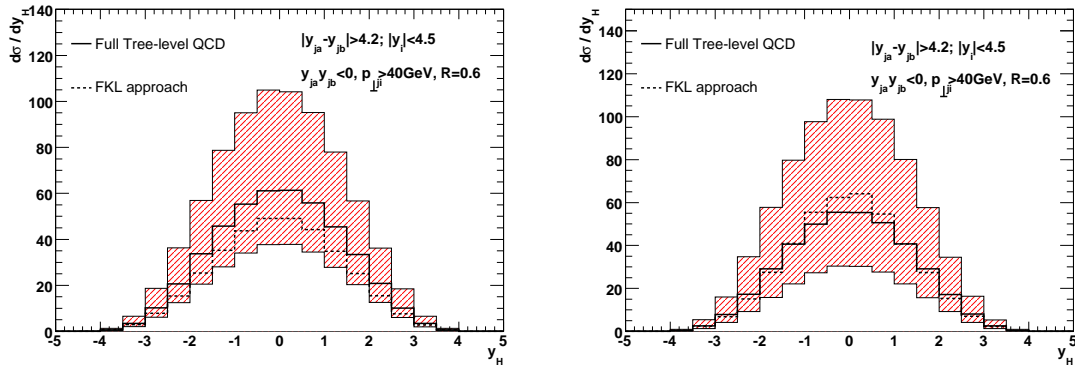 dσ / dy_H
140
120
100
80
60
40
20
0
Full Tree-level QCD
FKL approach
|y_ja-y_jb|>4.2; |y_i|<4.5
y_ja y_jb<0, p_⊥ji>40GeV, R=0.6
-5 -4 -3 -2 -1 0 1 2 3 4 5
y_H
dσ / dy_H
140
120
100
80
60
40
20
0
Full Tree-level QCD
FKL approach
|y_ja-y_jb|>4.2; |y_i|<4.5
y_ja y_jb<0, p_⊥ji>40GeV, R=0.6
-5 -4 -3 -2 -1 0 1 2 3 4 5
y_H